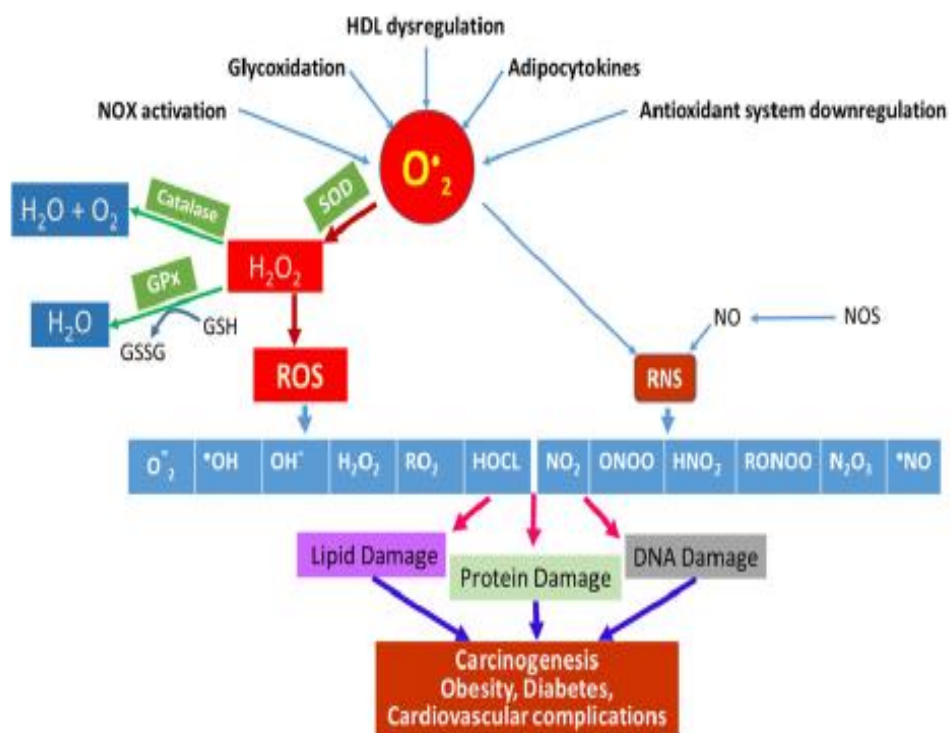 HDL dysregulation
Glycoxidation
Adipocytokines
NOX activation
Antioxidant system downregulation
O•₂
SOD
Catalase
H₂O + O₂
H₂O₂
GPx
H₂O
GSH
GSSG
NO
NOS
ROS
RNS
O⁻₂ •OH OH⁻ H₂O₂ RO₂ HOCL NO₂ ONOO HNO₂ RONOO N₂O₃ •NO
Lipid Damage
Protein Damage
DNA Damage
Carcinogenesis
Obesity, Diabetes,
Cardiovascular complications